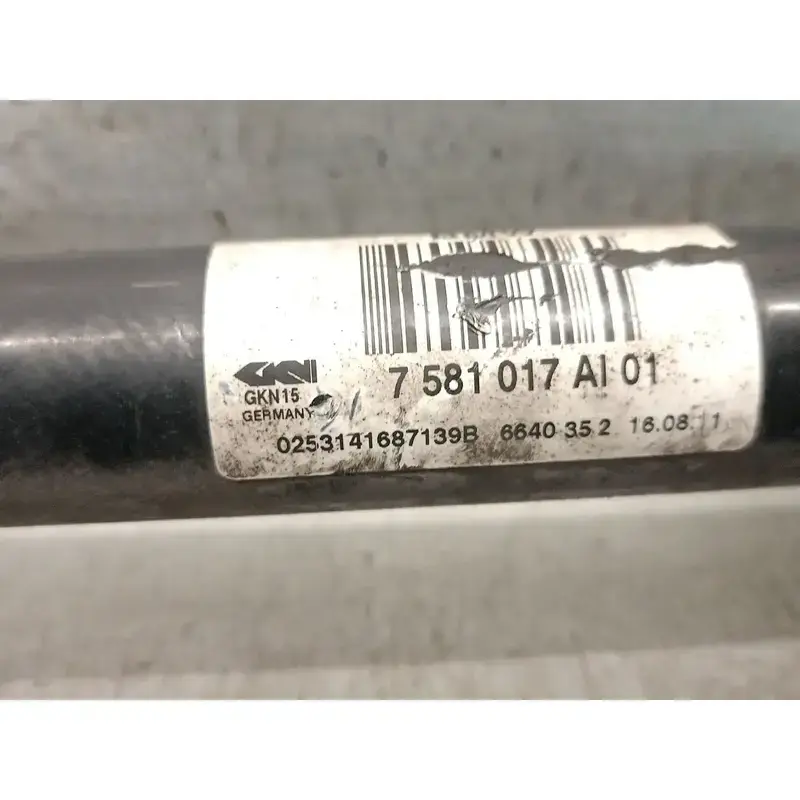 GKN
GKN15
GERMANY
7 581 017 AI 01
0253141687139B 6640 35 2 16.08.11